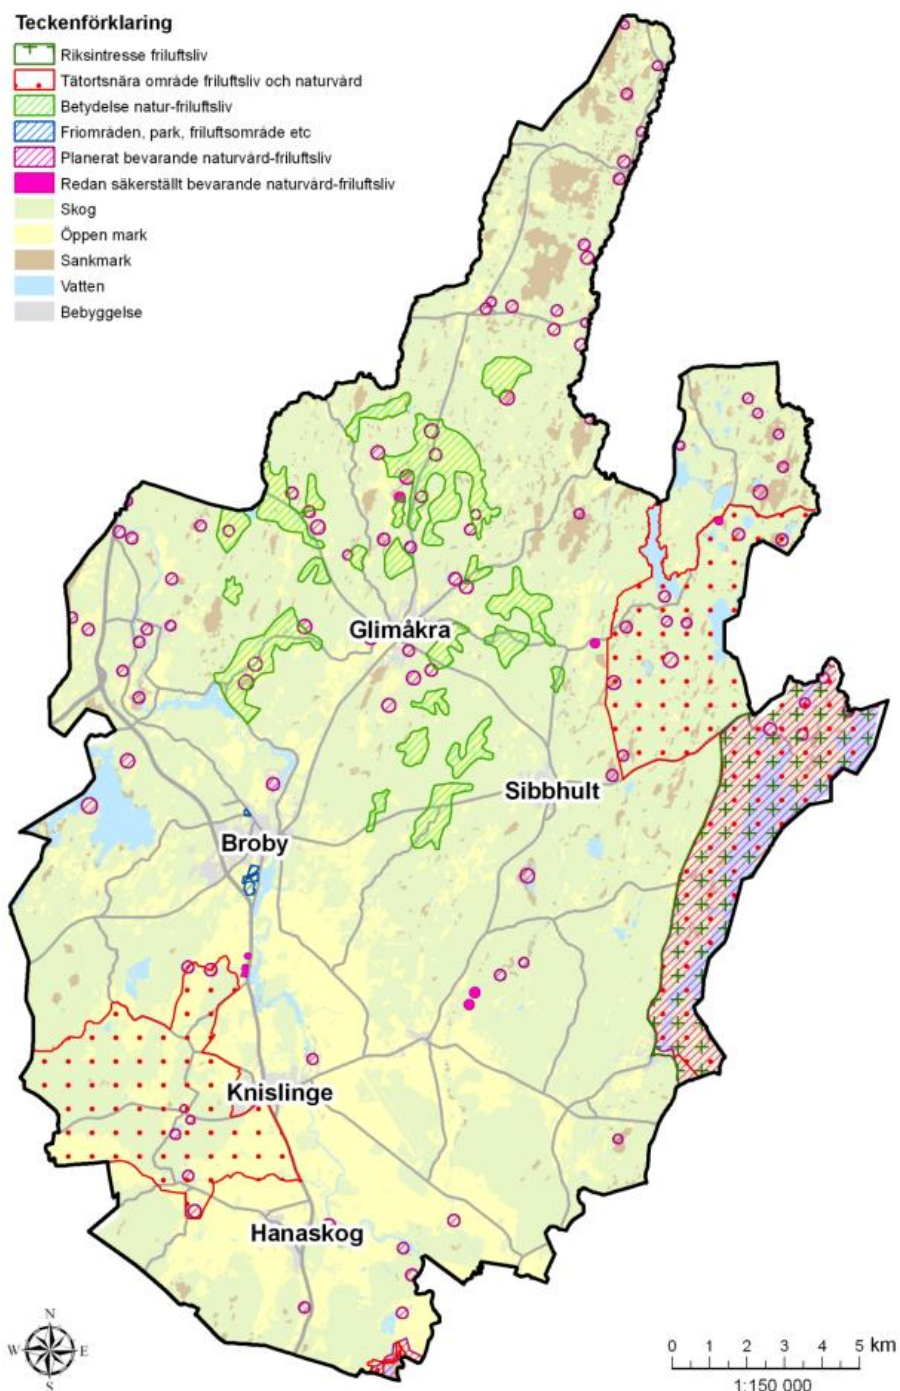 Teckenförklaring
Riksintresse friluftsliv
Tätortsnära område friluftsliv och naturvård
Betydelse natur-friluftsliv
Friområden, park, friluftsområde etc
Planerat bevarande naturvård-friluftsliv
Redan säkerställt bevarande naturvård-friluftsliv
Skog
Öppen mark
Sankmark
Vatten
Bebyggelse
Glimåkra
Sibbhult
Broby
Knislinge
Hanaskog
N
W E
S
0 1 2 3 4 5 km
1:150 000